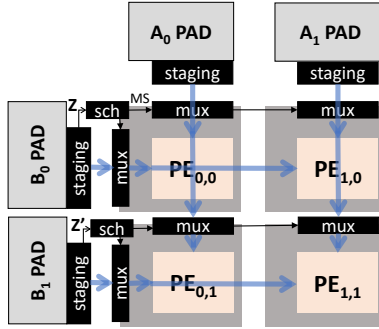 A0 PAD
A1 PAD
staging
staging
Z
sch
MS
mux
mux
B0 PAD
staging
mux
PE0,0
PE1,0
Z'
sch
mux
mux
B1 PAD
staging
mux
PE0,1
PE1,1